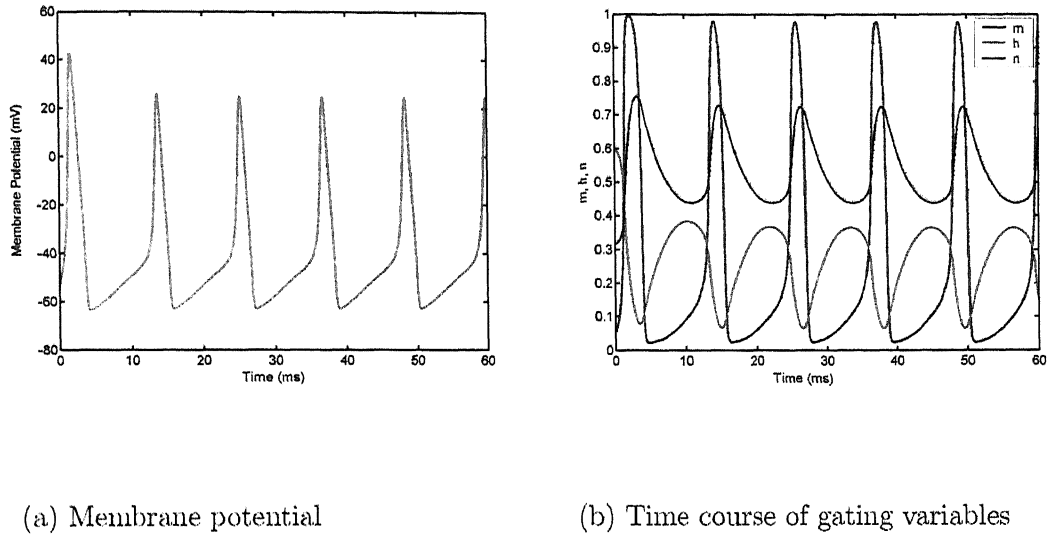 60
40
20
0
-20
-40
-60
-80
Membrane Potential (mV)
0 10 20 30 40 50 60
Time (ms)
1
0.9
0.8
0.7
0.6
0.5
0.4
0.3
0.2
0.1
0
m, h, n
m
h
n
0 10 20 30 40 50 60
Time (ms)
(a) Membrane potential
(b) Time course of gating variables